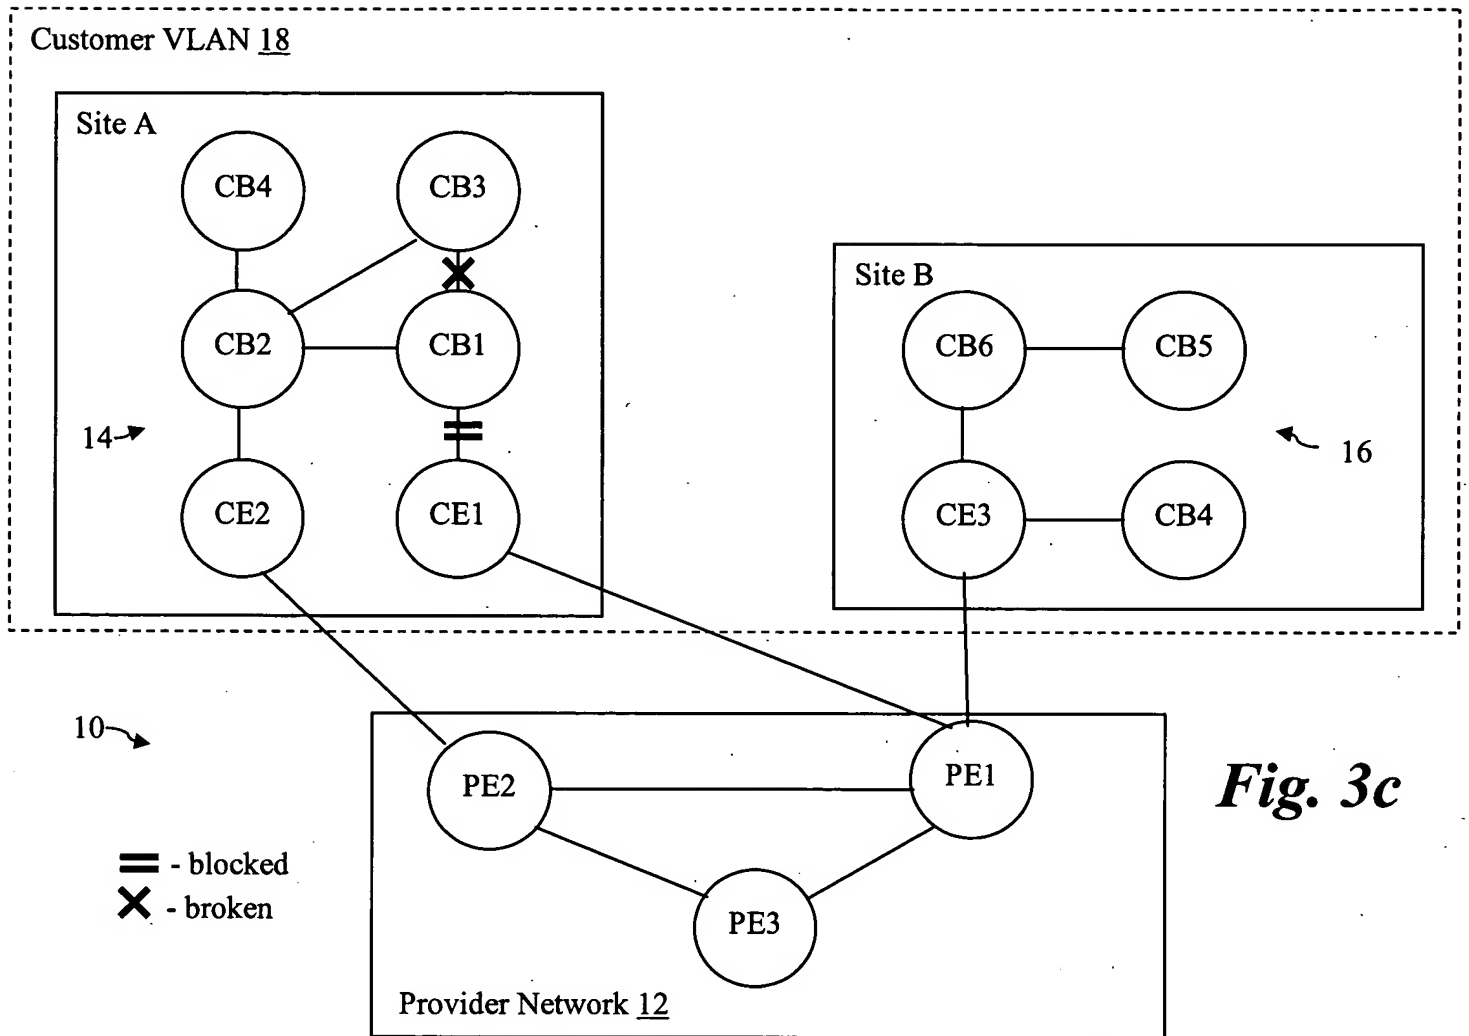 Customer VLAN 18
Site A
CB4
CB3
CB2
CB1
14
CE2
CE1
Site B
CB6
CB5
16
CE3
CB4
10
PE2
PE1
PE3
Fig. 3c
= - blocked
X - broken
Provider Network 12